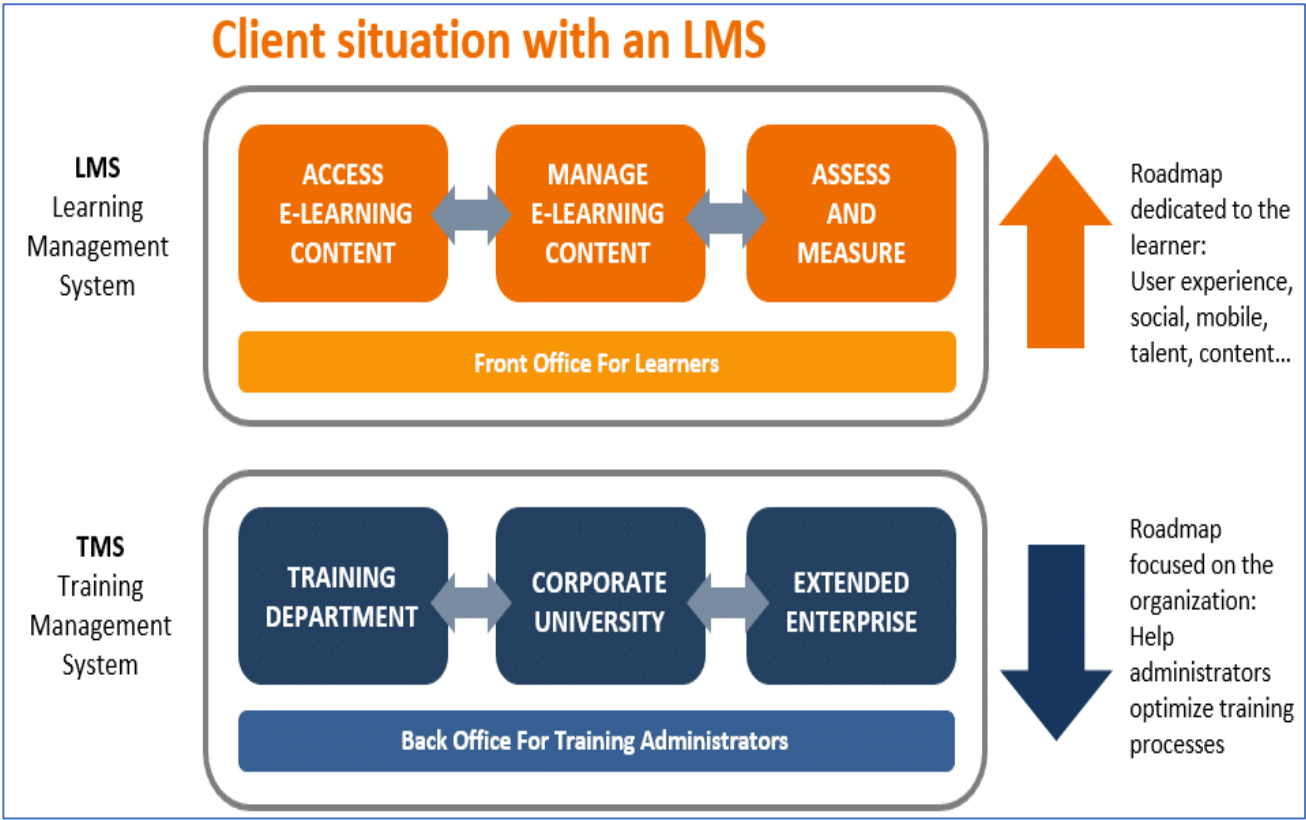 Client situation with an LMS
LMS
Learning
Management
System
ACCESS
E-LEARNING
CONTENT
MANAGE
E-LEARNING
CONTENT
ASSESS
AND
MEASURE
Front Office For Learners
Roadmap
dedicated to the
learner:
User experience,
social, mobile,
talent, content...
TMS
Training
Management
System
TRAINING
DEPARTMENT
CORPORATE
UNIVERSITY
EXTENDED
ENTERPRISE
Back Office For Training Administrators
Roadmap
focused on the
organization:
Help
administrators
optimize training
processes